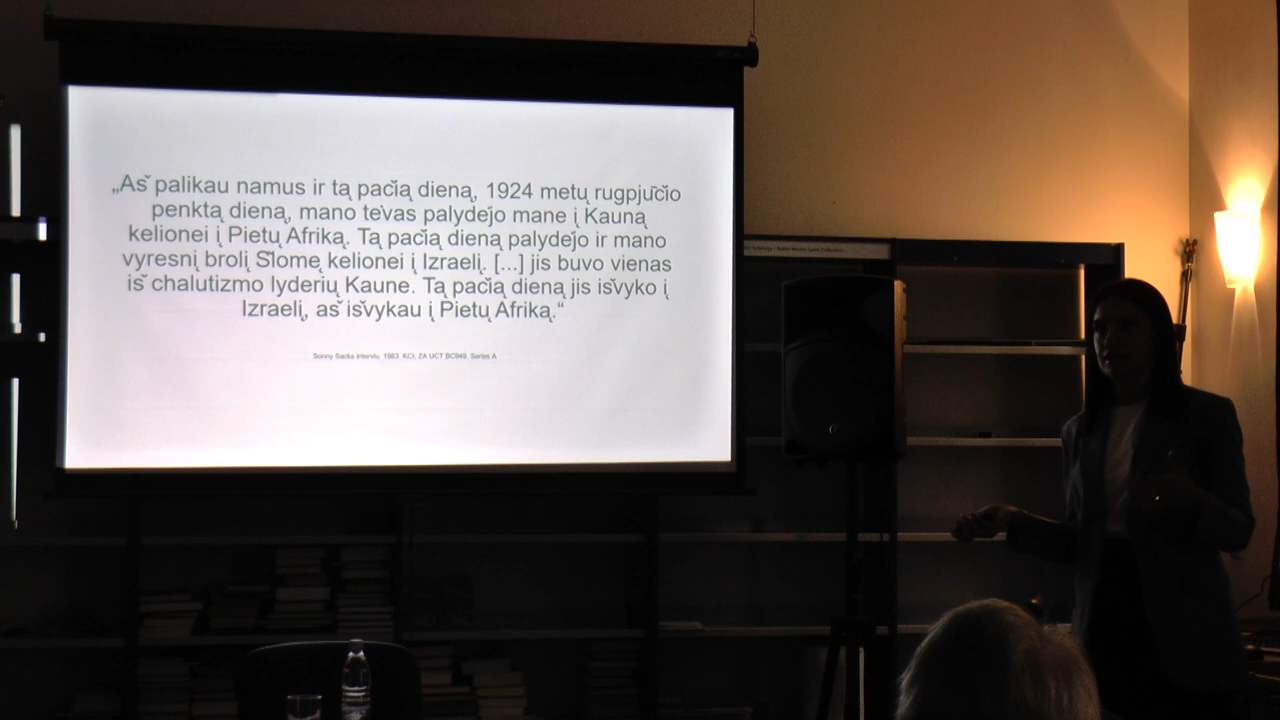 „Aš palikau namus ir tą pačią dieną, 1924 metų rugpjūčio
penktą dieną, mano tėvas palydėjo mane į Kauną
kelionei į Pietų Afriką. Tą pačią dieną palydėjo ir mano
vyresnį brolį Šlomę kelionei į Izraelį. [...] jis buvo vienas
iš chalutizmo lyderių Kaune. Tą pačią dieną jis išvyko į
Izraelį, aš išvykau į Pietų Afriką.“
Sonny Sacks interviu, 1983. KCI, ZA UCT BC949, Series A